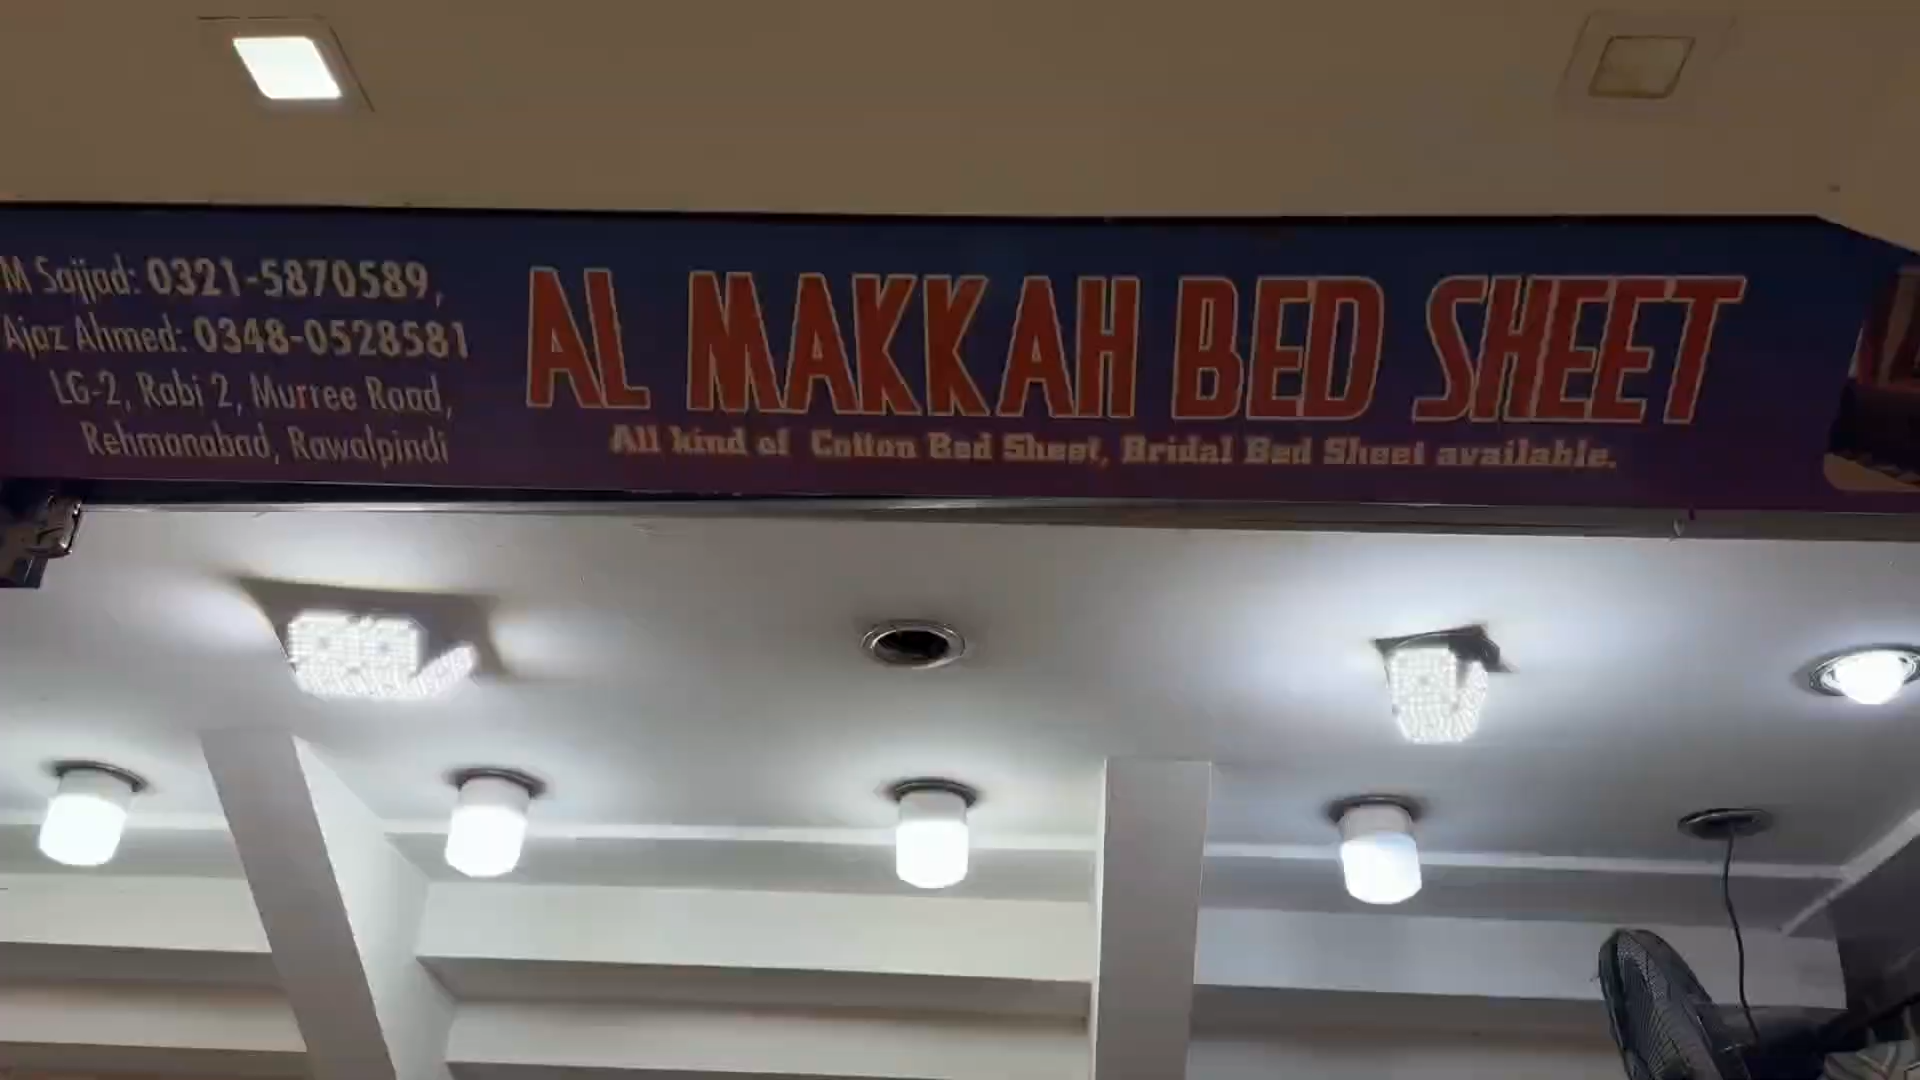 M Sajjad: 0321-5870589,
Ajaz Ahmed: 0348-0528581
LG-2, Rabi 2, Murree Road,
Rehmanabad, Rawalpindi
AL MAKKAH BED SHEET
All kind of Cotton Bed Sheet, Bridal Bed Sheet available.